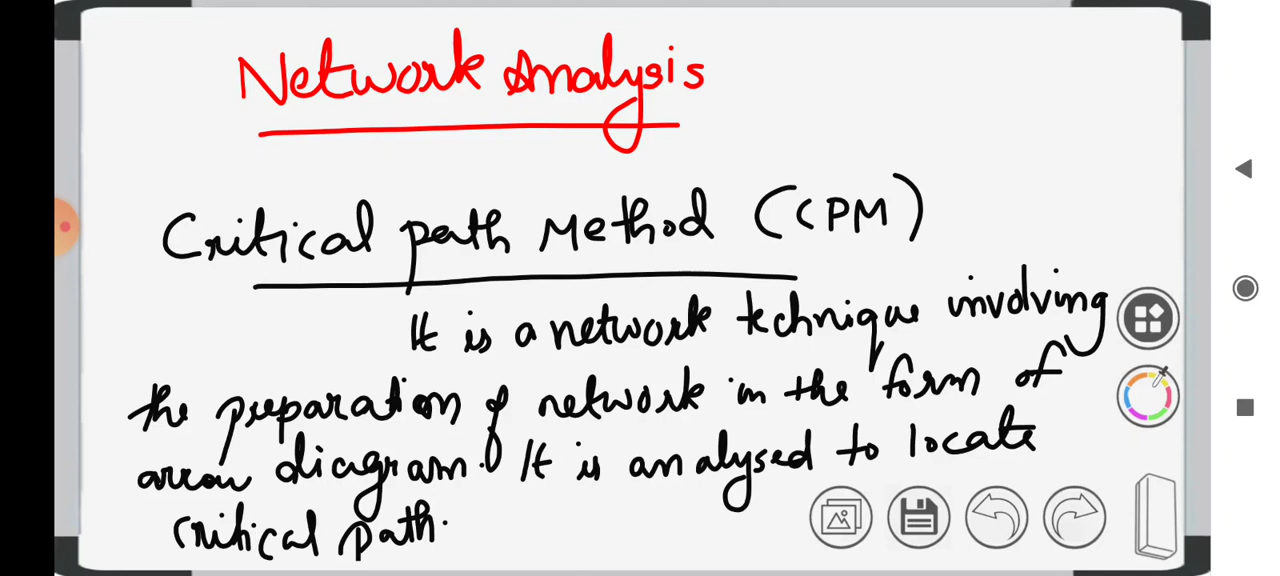 Network Analysis
Critical path Method (CPM)
It is a network technique involving
the preparation of network in the form of
arrow diagram. It is analysed to locate
critical path.